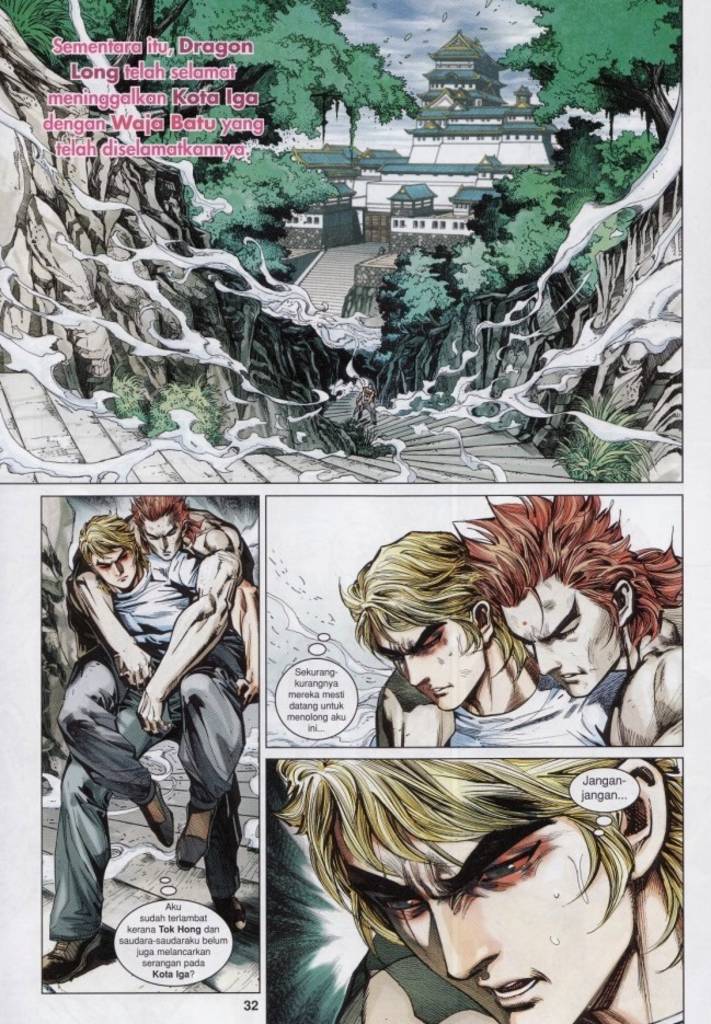 Sementara itu, Dragon
Long telah selamat
meninggalkan Kota Iga
dengan Waja Batu yang
telah diselamatkannya.
Aku
sudah terlambat
kerana Tok Hong dan
saudara-saudaraku belum
juga melancarkan
serangan pada
Kota Iga?
Sekurang-
kurangnya
mereka mesti
datang untuk
menolong aku
ini...
Jangan-
jangan...
32